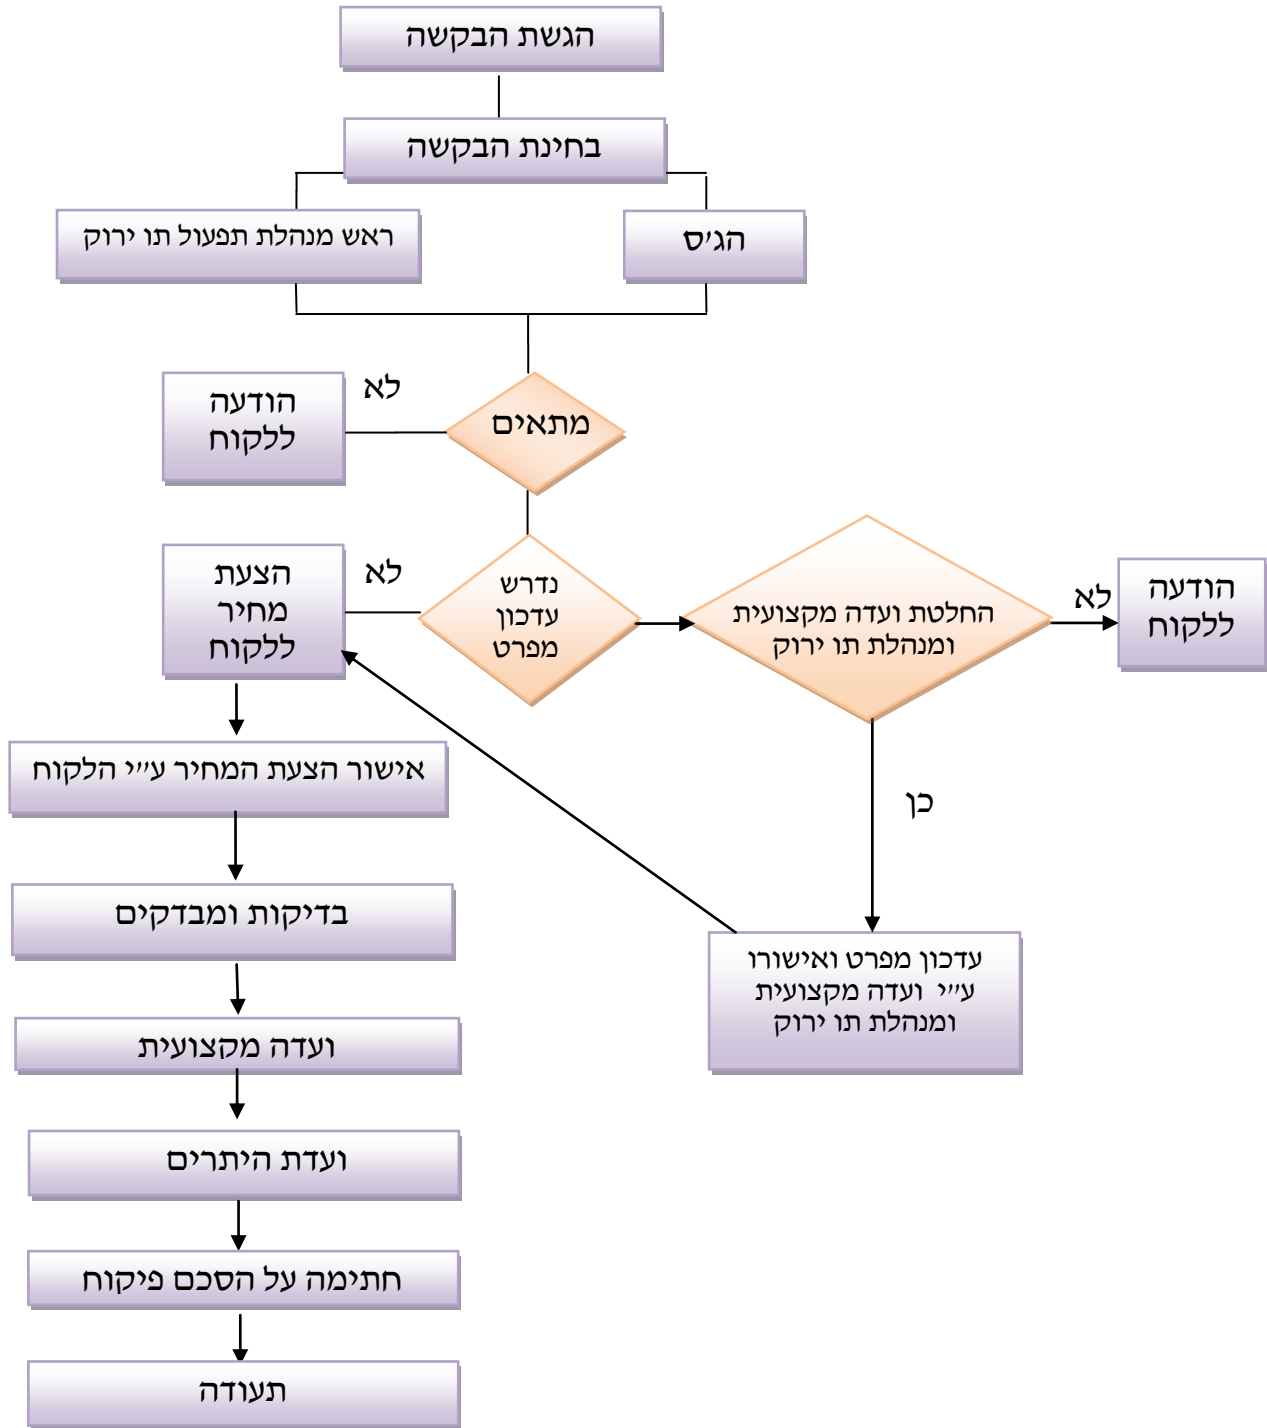 הגשת הבקשה
בחינת הבקשה
הג׳ס
ראש מנהלת תפעול תו ירוק
מתאים
לא
הודעה
ללקוח
נדרש
עדכון
מפרט
לא
הצעת
מחיר
ללקוח
החלטת ועדה מקצועית
ומנהלת תו ירוק
לא
הודעה
ללקוח
כן
עדכון מפרט ואישורו
ע״י ועדה מקצועית
ומנהלת תו ירוק
אישור הצעת המחיר ע״י הלקוח
בדיקות ומבדקים
ועדה מקצועית
ועדת היתרים
חתימה על הסכם פיקוח
תעודה